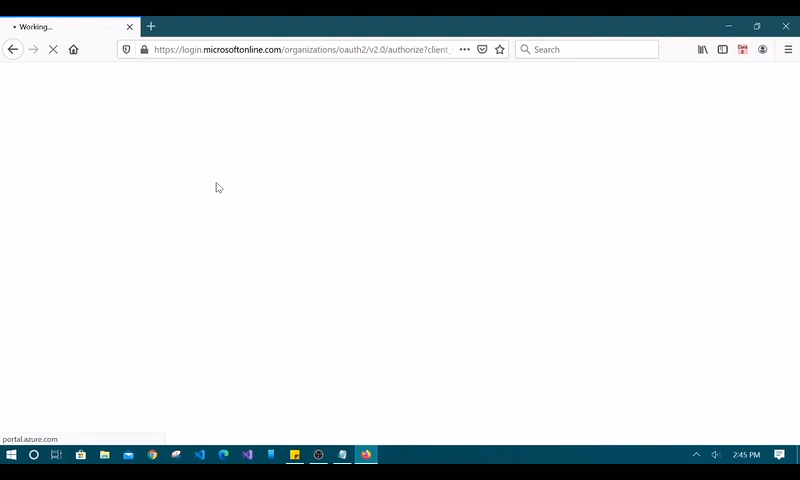 Working...
https://login.microsoftonline.com/organizations/oauth2/v2.0/authorize?client_
Search
portal.azure.com
2:45 PM